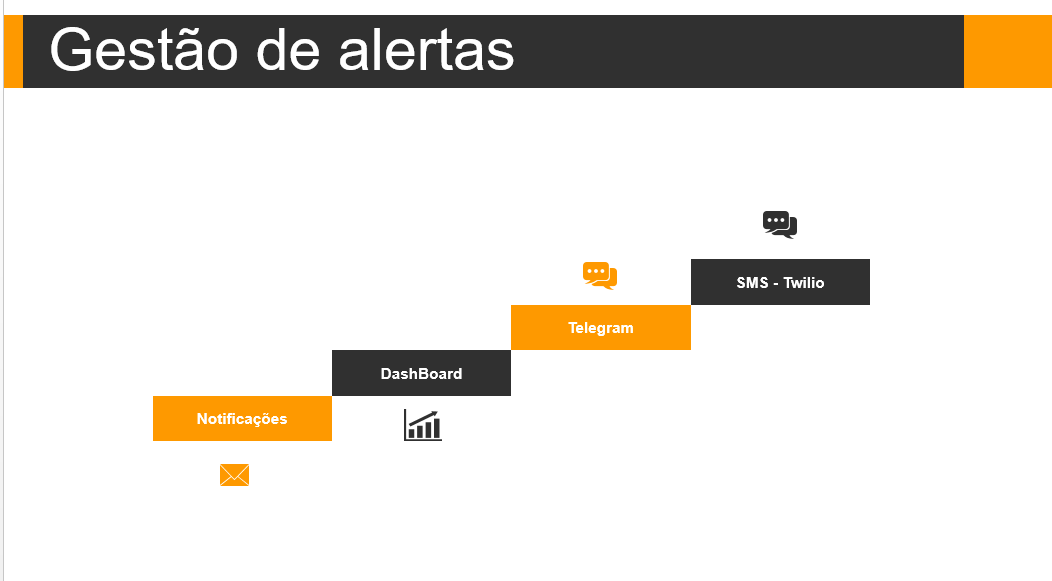 Gestão de alertas
SMS - Twilio
Telegram
DashBoard
Notificações